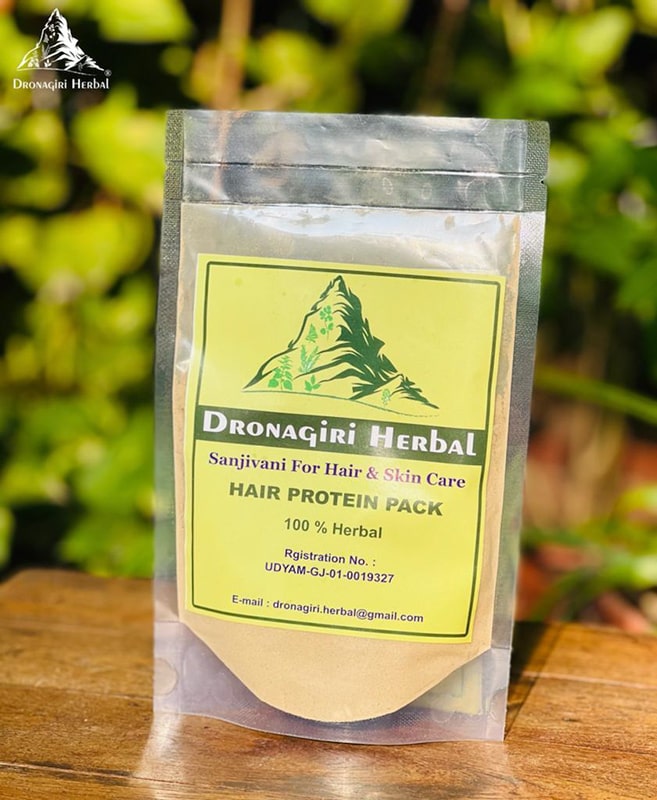 DRONAGIRI HERBAL®
DRONAGIRI HERBAL
Sanjivani For Hair & Skin Care
HAIR PROTEIN PACK
100 % Herbal
Rgistration No. :
UDYAM-GJ-01-0019327
E-mail : dronagiri.herbal@gmail.com